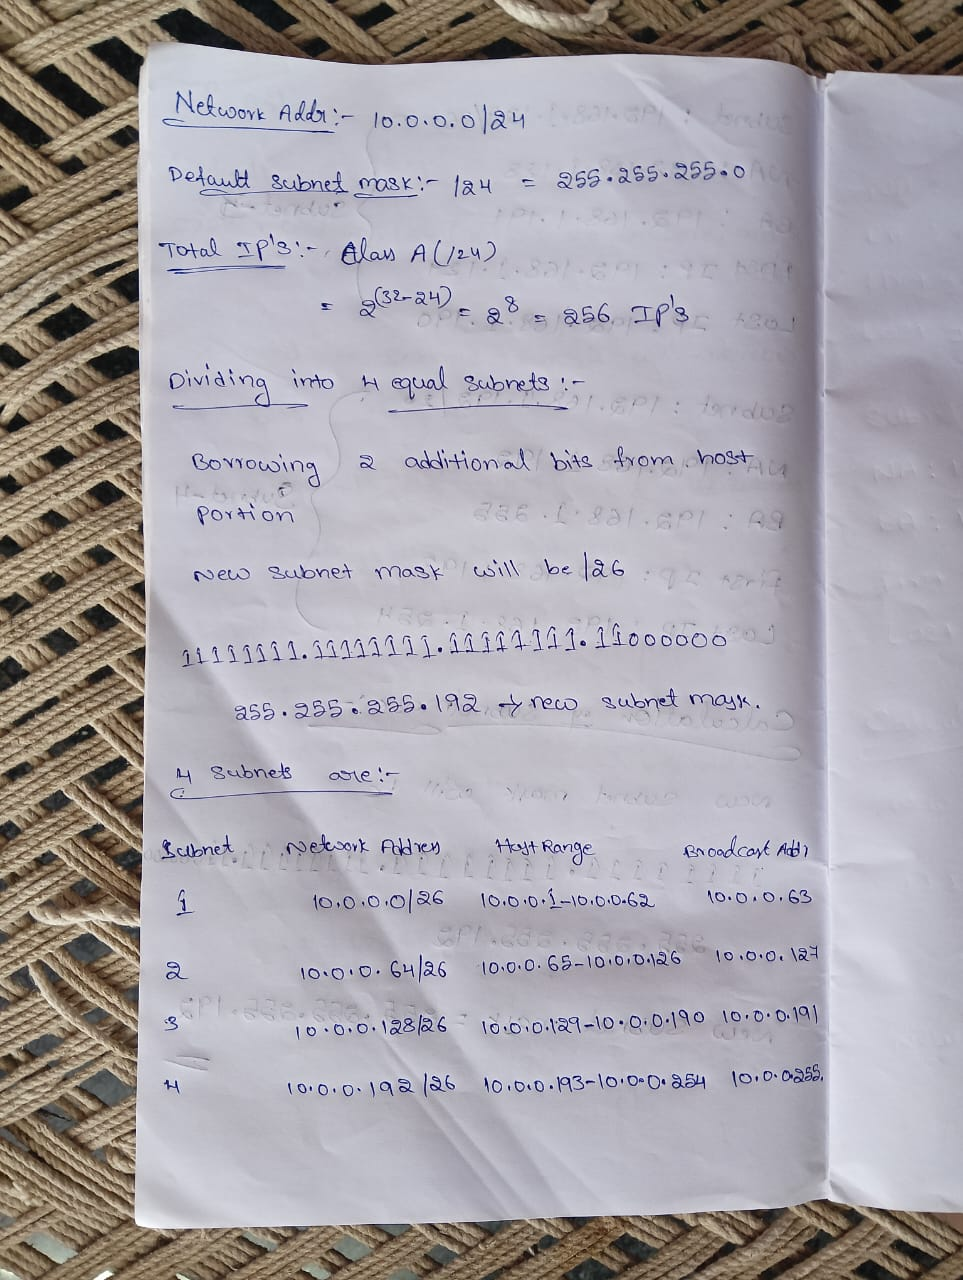 Network Addr:- 10.0.0.0/24
Default subnet mask:- /24 = 255.255.255.0
Total IP's:- Class A (/24)
= 2^(32-24) = 2^8 = 256 IP's
Dividing into 4 equal subnets:-
Borrowing 2 additional bits from host
portion
New subnet mask will be /26
11111111.11111111.11111111.11000000
255.255.255.192 → new subnet mask.
4 subnets are:-
Subnet Network Address Host Range Broadcast Addr
1 10.0.0.0/26 10.0.0.1-10.0.0.62 10.0.0.63
2 10.0.0.64/26 10.0.0.65-10.0.0.126 10.0.0.127
3 10.0.0.128/26 10.0.0.129-10.0.0.190 10.0.0.191
4 10.0.0.192/26 10.0.0.193-10.0.0.254 10.0.0.255.